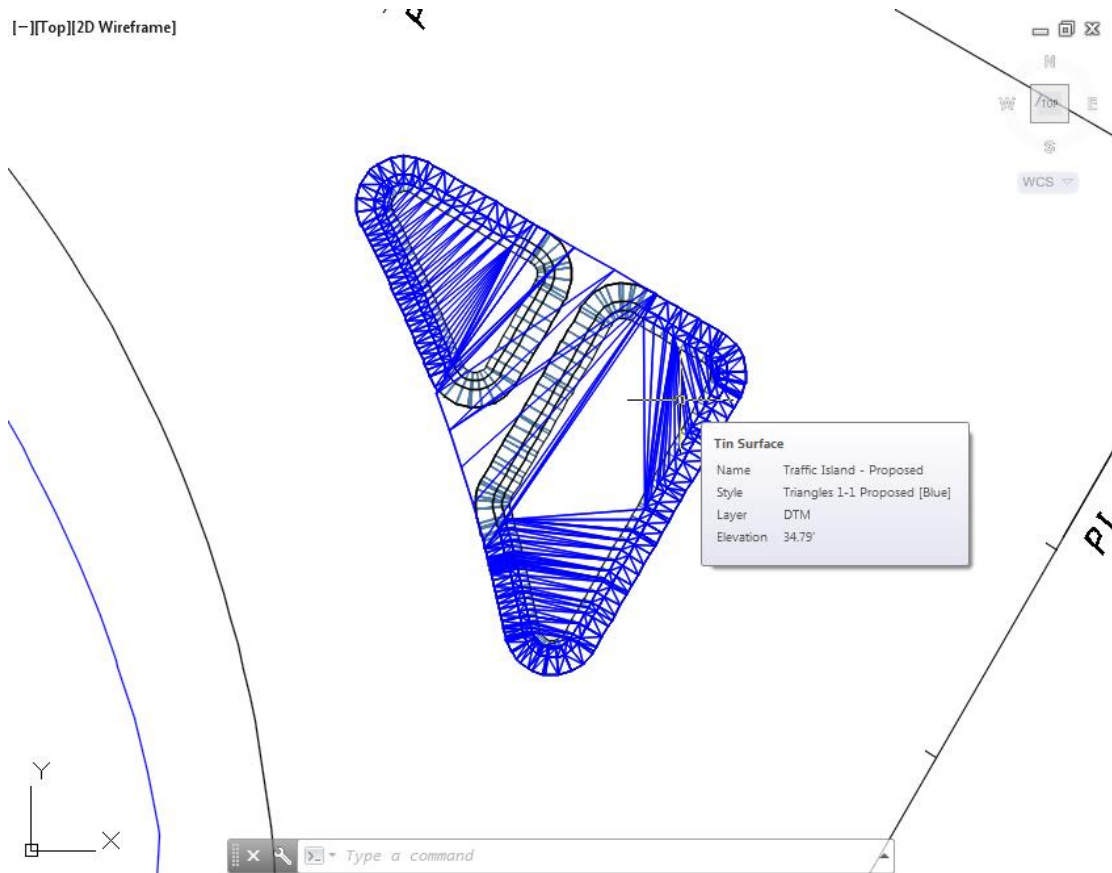 [−][Top][2D Wireframe]
N
W
TOP
E
S
WCS
Tin Surface
Name Traffic Island - Proposed
Style Triangles 1-1 Proposed [Blue]
Layer DTM
Elevation 34.79'
PI
Y
X
Type a command